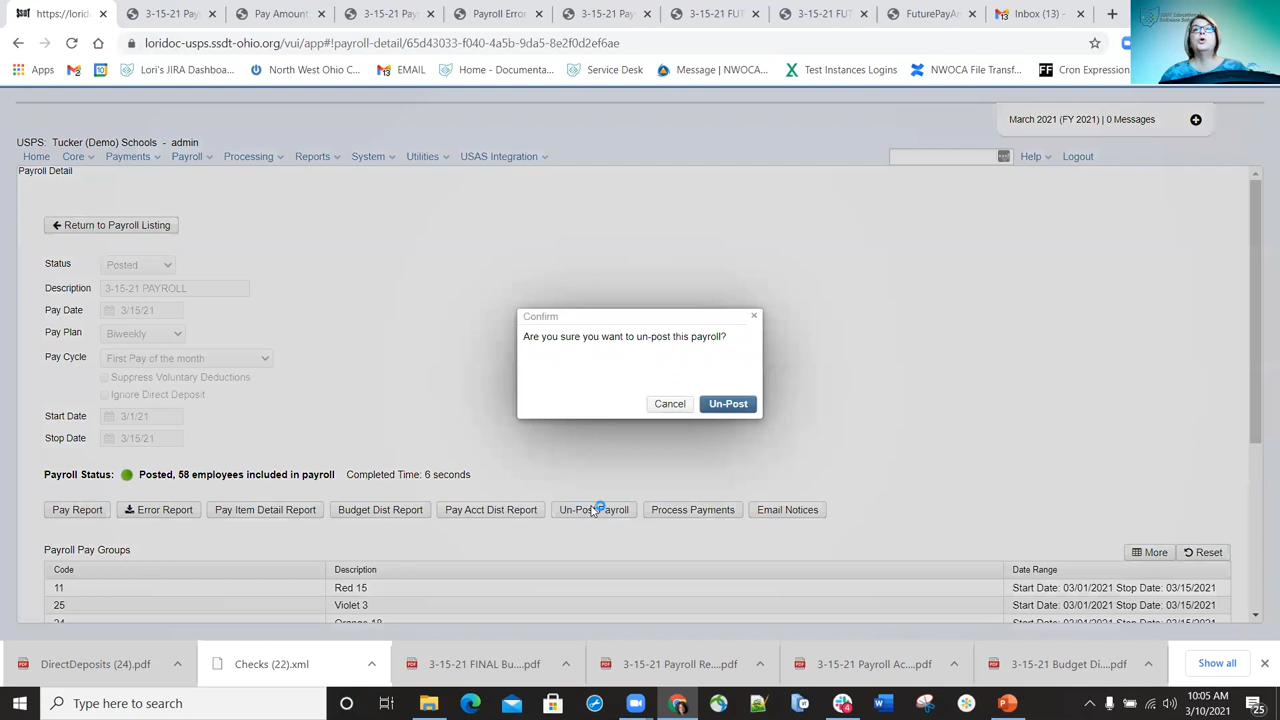 https://lorid
3-15-21 Pay
Pay Amount
3-15-21 Pay
Payroll Error
3-15-21 Pay
3-15-21 FUT
3-15-21 FUT
FuturePayAm
Inbox (13) -
loridoc-usps.ssdt-ohio.org/vui/app#!payroll-detail/65d43033-f040-4a5b-9da5-8e2f0d2ef6ae
Apps
Lori's JIRA Dashboa...
North West Ohio C...
EMAIL
Home - Documenta...
Service Desk
Message | NWOCA...
Test Instances Logins
NWOCA File Transf...
Cron Expression
March 2021 (FY 2021) | 0 Messages
USPS: Tucker (Demo) Schools - admin
Home Core Payments Payroll Processing Reports System Utilities USAS Integration Help Logout
Payroll Detail
Return to Payroll Listing
Status Posted
Description 3-15-21 PAYROLL
Pay Date 3/15/21
Pay Plan Biweekly
Pay Cycle First Pay of the month
Suppress Voluntary Deductions
Ignore Direct Deposit
Start Date 3/1/21
Stop Date 3/15/21
Confirm
Are you sure you want to un-post this payroll?
Cancel Un-Post
Payroll Status: Posted, 58 employees included in payroll Completed Time: 6 seconds
Pay Report Error Report Pay Item Detail Report Budget Dist Report Pay Acct Dist Report Un-Post Payroll Process Payments Email Notices
Payroll Pay Groups More Reset
Code Description Date Range
11 Red 15 Start Date: 03/01/2021 Stop Date: 03/15/2021
25 Violet 3 Start Date: 03/01/2021 Stop Date: 03/15/2021
DirectDeposits (24).pdf
Checks (22).xml
3-15-21 FINAL Bu....pdf
3-15-21 Payroll Re....pdf
3-15-21 Payroll Ac....pdf
3-15-21 Budget Di....pdf
Show all
Type here to search
10:05 AM
3/10/2021